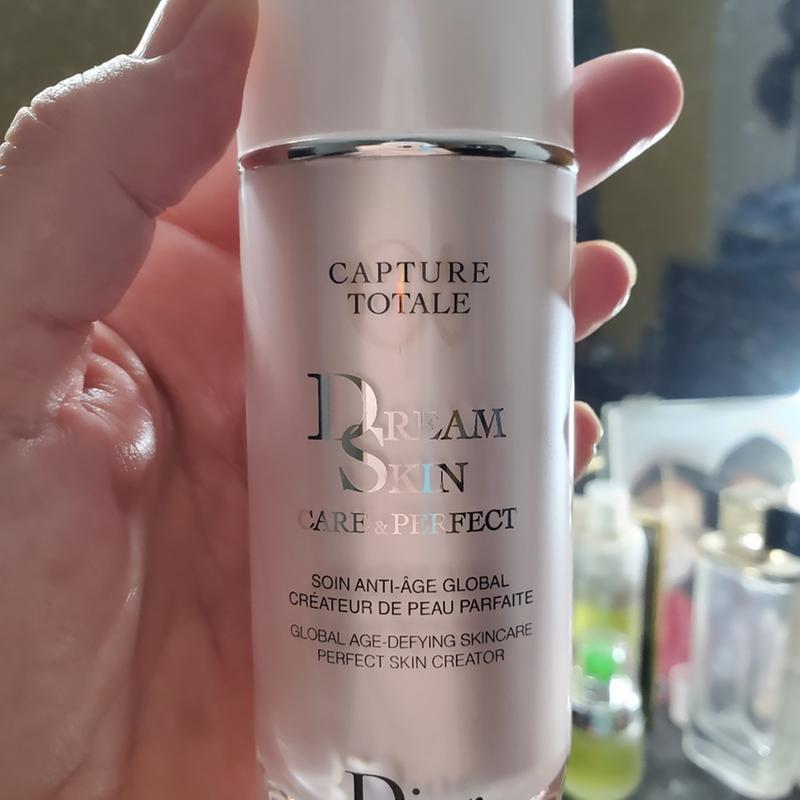 CAPTURE
TOTALE
DREAM
SKIN
CARE & PERFECT
SOIN ANTI-ÂGE GLOBAL
CRÉATEUR DE PEAU PARFAITE
GLOBAL AGE-DEFYING SKINCARE
PERFECT SKIN CREATOR
Dior